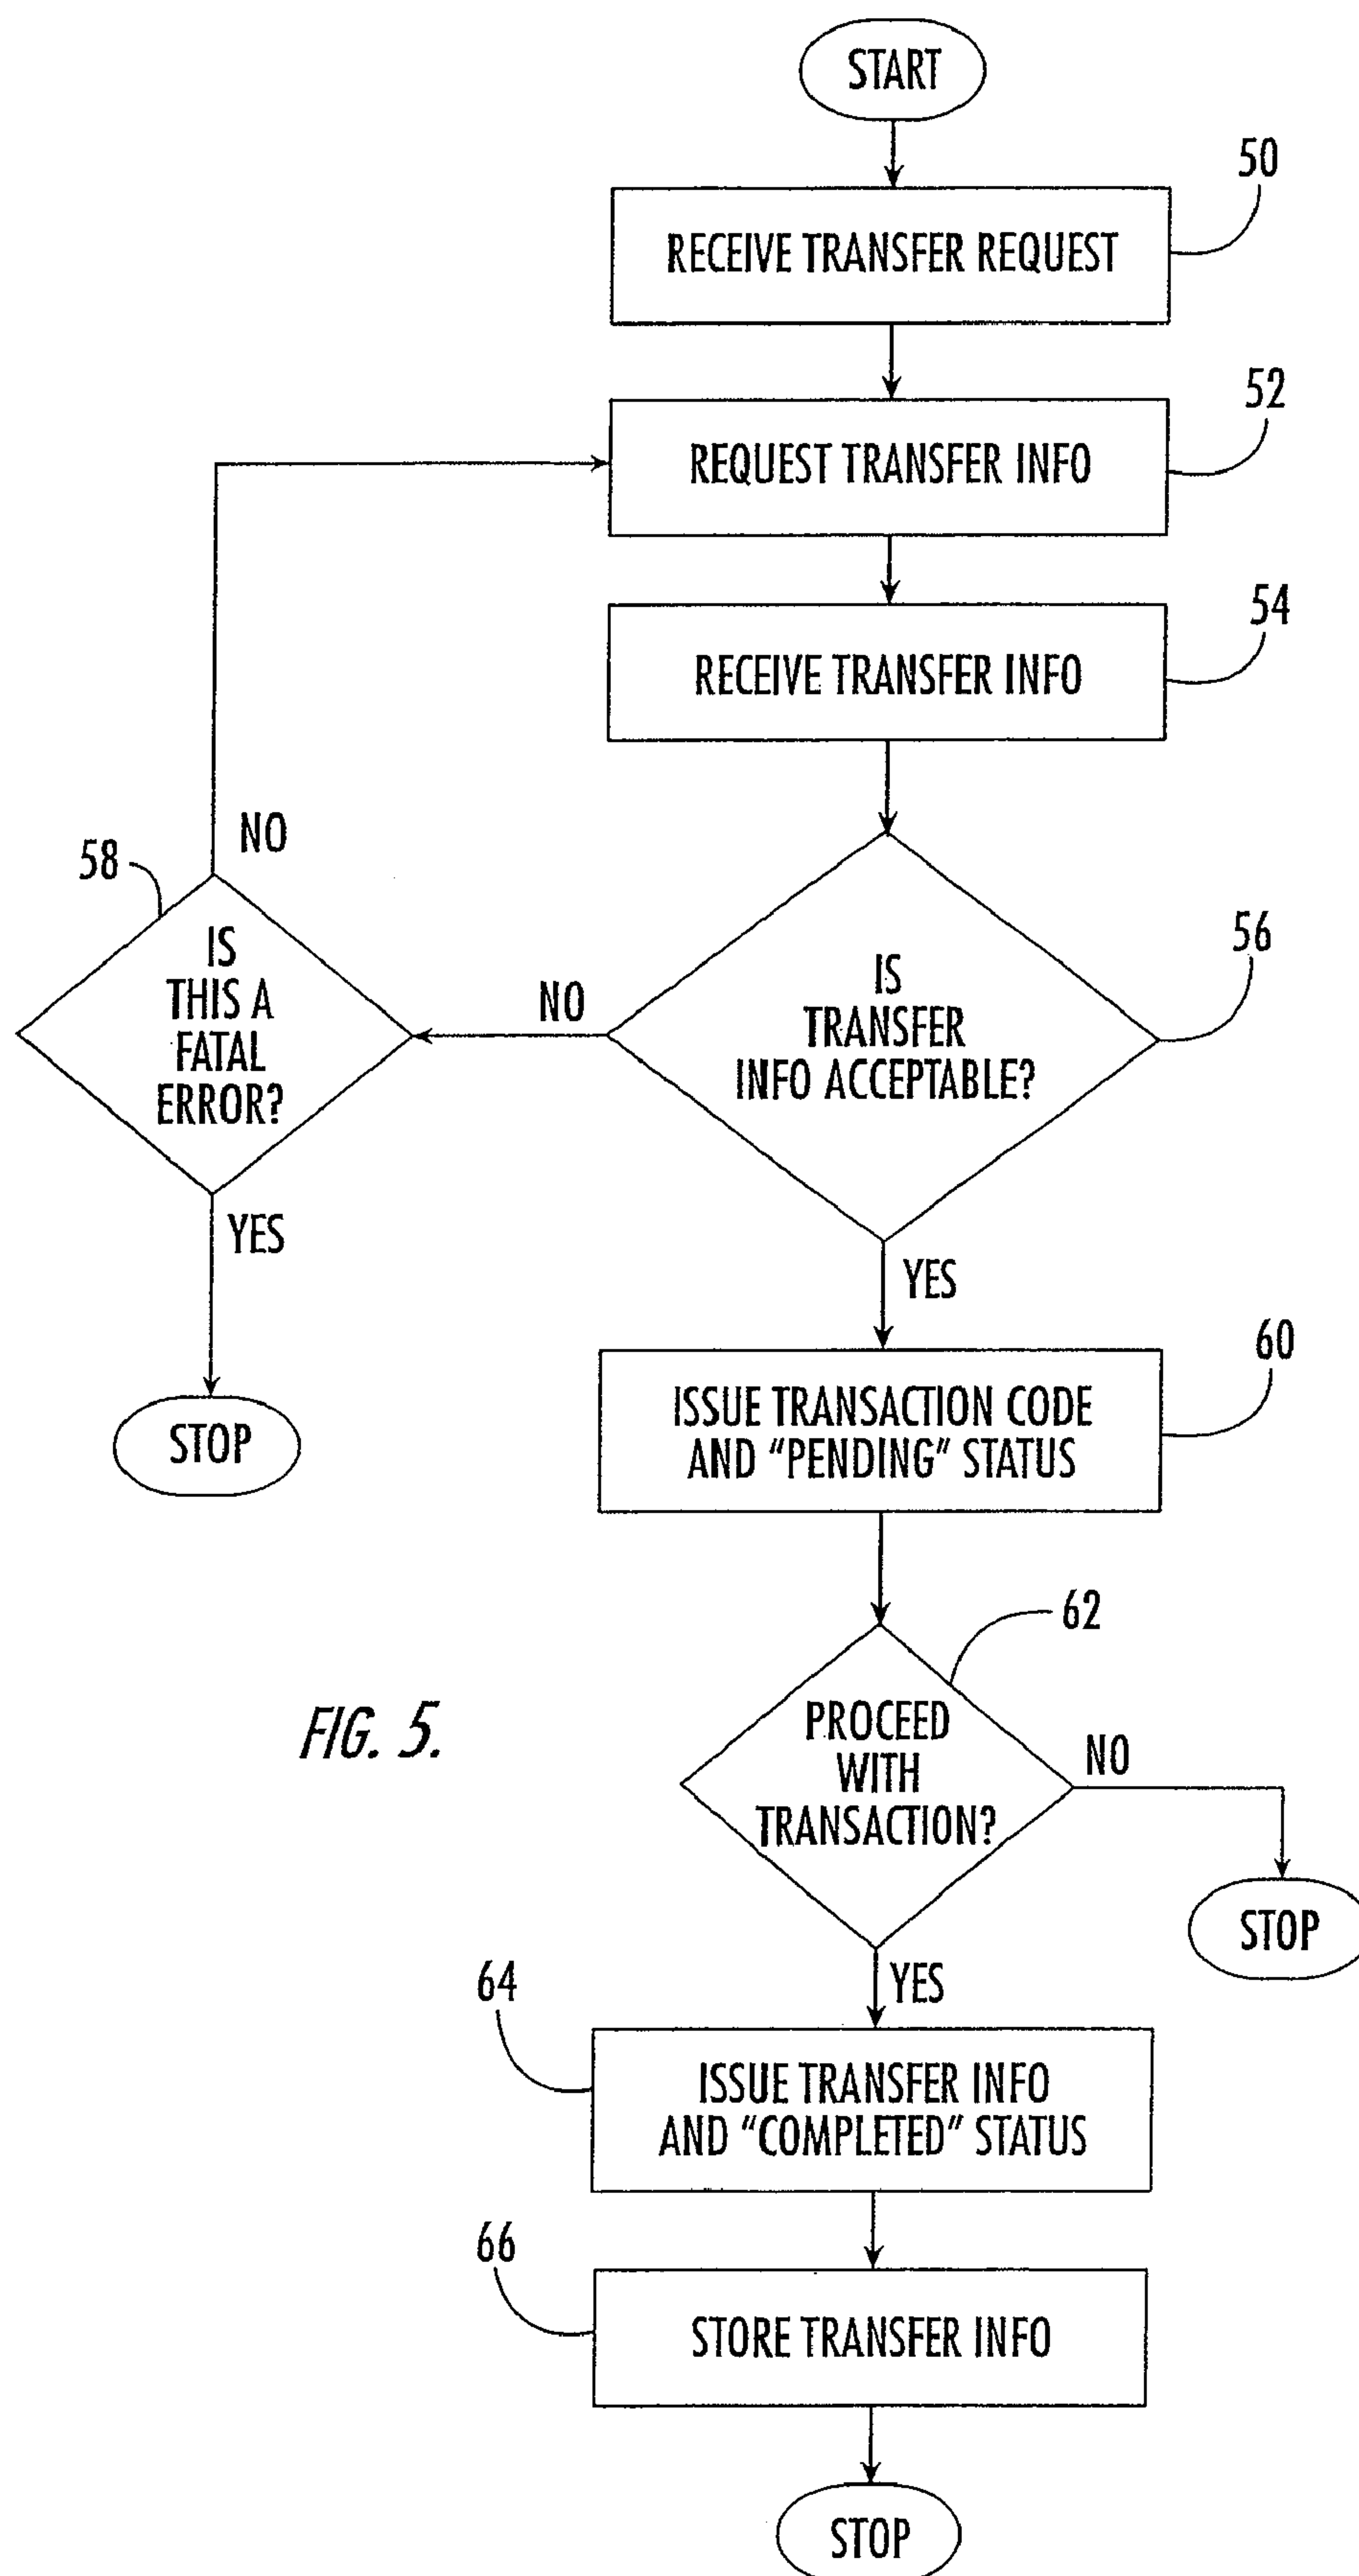 START
50
RECEIVE TRANSFER REQUEST
52
REQUEST TRANSFER INFO
54
RECEIVE TRANSFER INFO
NO
58
IS
THIS A
FATAL
ERROR?
NO
56
IS
TRANSFER
INFO ACCEPTABLE?
YES
STOP
YES
60
ISSUE TRANSACTION CODE
AND "PENDING" STATUS
62
PROCEED
WITH
TRANSACTION?
NO
STOP
FIG. 5.
YES
64
ISSUE TRANSFER INFO
AND "COMPLETED" STATUS
66
STORE TRANSFER INFO
STOP